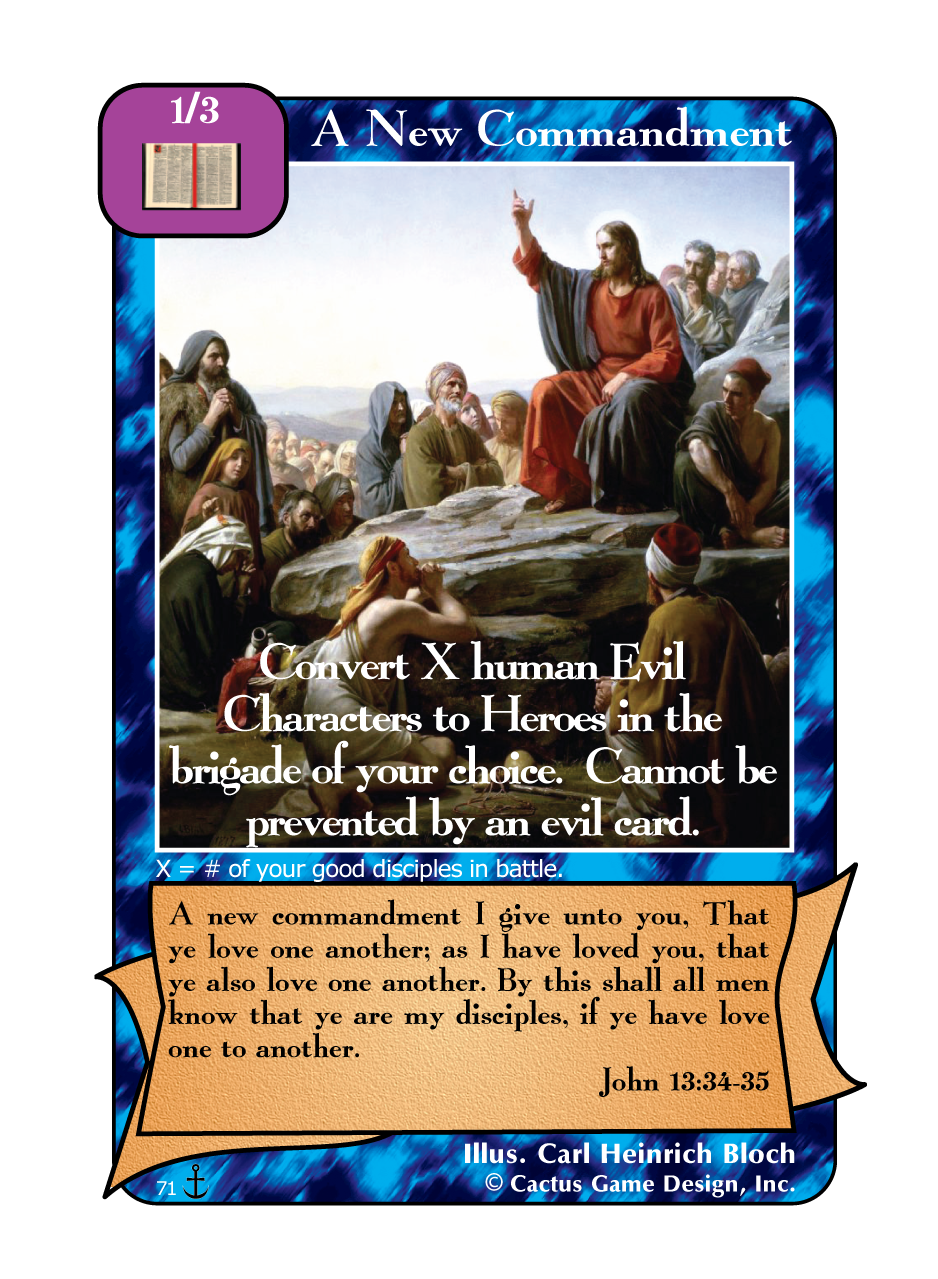 1/3
A New Commandment
Convert X human Evil
Characters to Heroes in the
brigade of your choice. Cannot be
prevented by an evil card.
X = # of your good disciples in battle.
A new commandment I give unto you, That
ye love one another; as I have loved you, that
ye also love one another. By this shall all men
know that ye are my disciples, if ye have love
one to another.
John 13:34-35
Illus. Carl Heinrich Bloch
71
© Cactus Game Design, Inc.